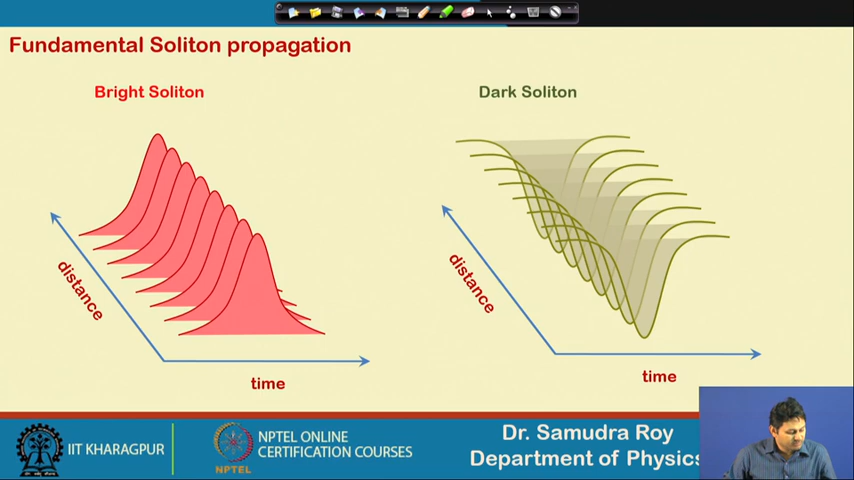 Fundamental Soliton propagation
Bright Soliton
Dark Soliton
distance
time
distance
time
IIT KHARAGPUR
NPTEL
NPTEL ONLINE
CERTIFICATION COURSES
Dr. Samudra Roy
Department of Physics